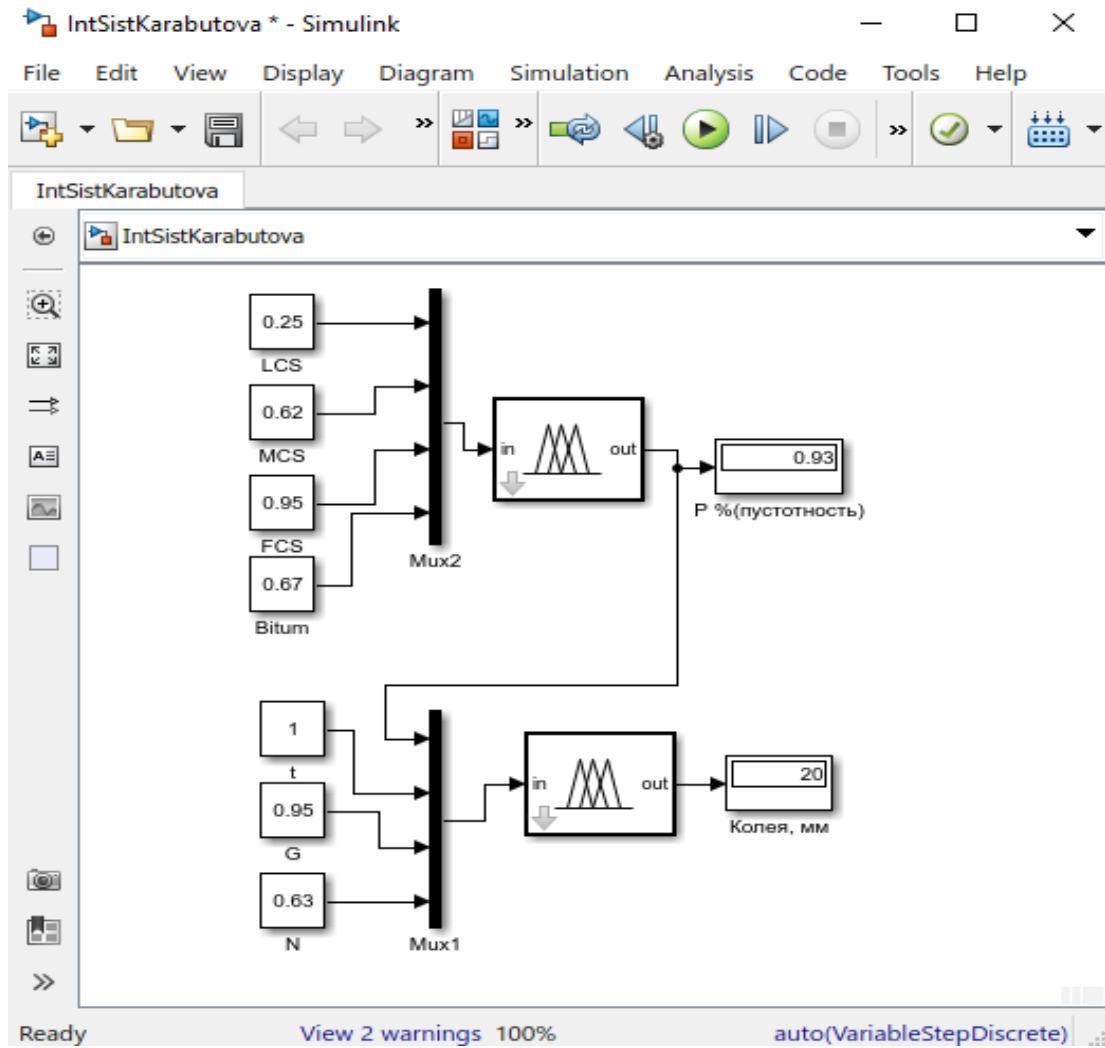 IntSistKarabutova * - Simulink
File Edit View Display Diagram Simulation Analysis Code Tools Help
» »  »
IntSistKarabutova
IntSistKarabutova
0.25
LCS
0.62
MCS
in out
0.93
P %(пустотность)
0.95
FCS
Mux2
0.67
Bitum
1
t
in out
20
Колея, мм
0.95
G
0.63
N
Mux1
Ready View 2 warnings 100% auto(VariableStepDiscrete)